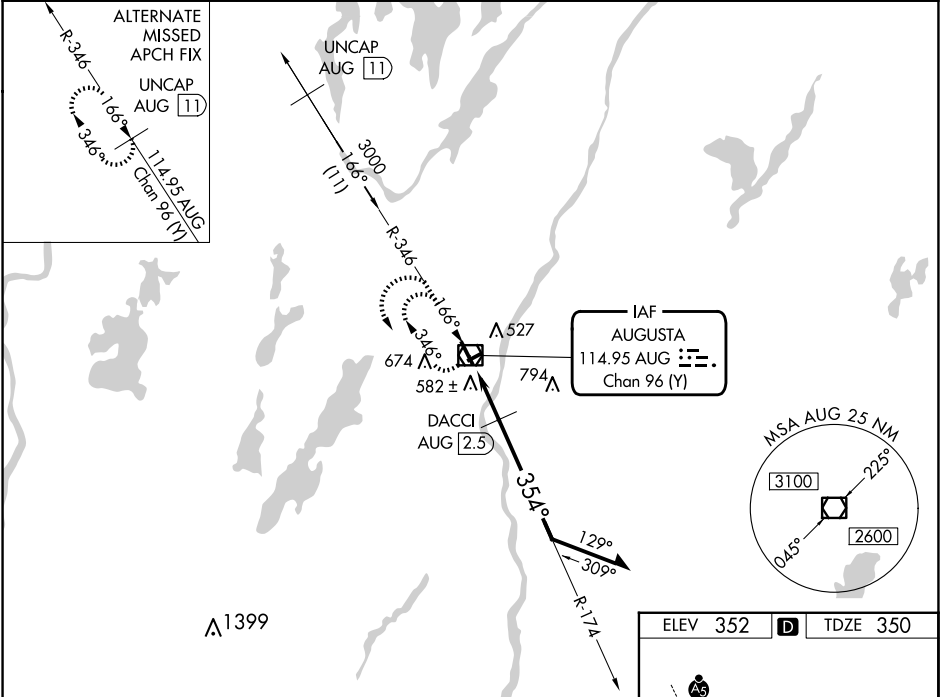 ALTERNATE
MISSED
APCH FIX
UNCAP
AUG 11
R-346
166°
346°
114.95 AUG
Chan 96 (Y)
UNCAP
AUG 11
3000
166°
(11)
R-346
166°
346°
527
674
582 ±
794
IAF
AUGUSTA
114.95 AUG
Chan 96 (Y)
DACCI
AUG 2.5
354°
129°
309°
R-174
MSA AUG 25 NM
3100
225°
045°
2600
1399
ELEV 352 D TDZE 350
A5